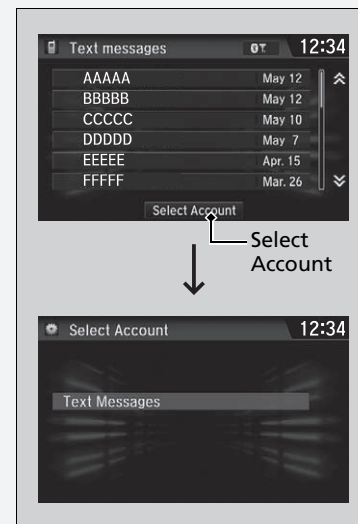 Text messages 12:34
AAAAA May 12
BBBBB May 12
CCCCC May 10
DDDDD May 7
EEEEE Apr. 15
FFFFF Mar. 26
Select Account
Select
Account
Select Account 12:34
Text Messages